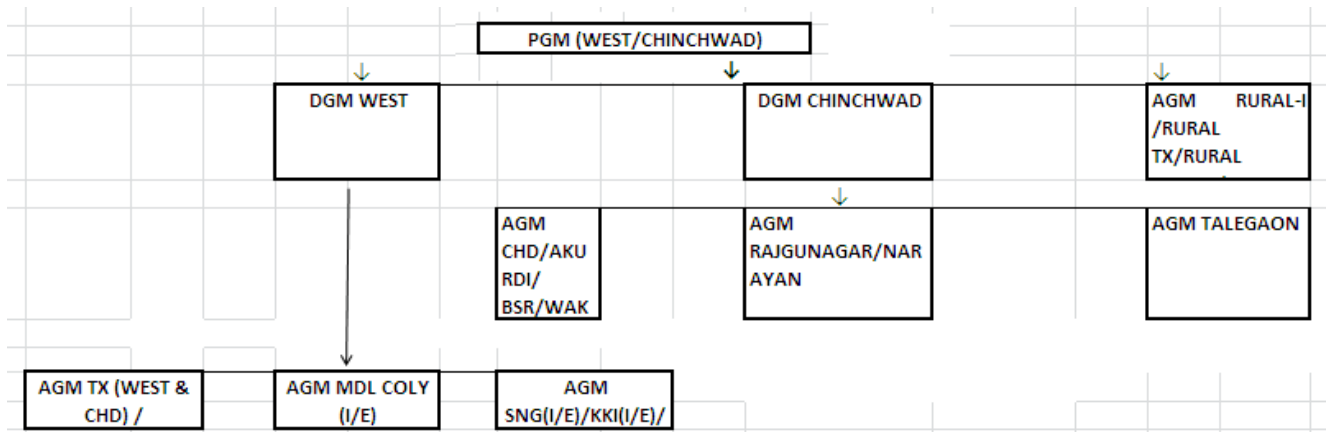 PGM (WEST/CHINCHWAD)
DGM WEST
DGM CHINCHWAD
AGM RURAL-I
/RURAL
TX/RURAL
AGM
CHD/AKU
RDI/
BSR/WAK
AGM
RAJGUNAGAR/NAR
AYAN
AGM TALEGAON
AGM TX (WEST &
CHD) /
AGM MDL COLY
(I/E)
AGM
SNG(I/E)/KKI(I/E)/